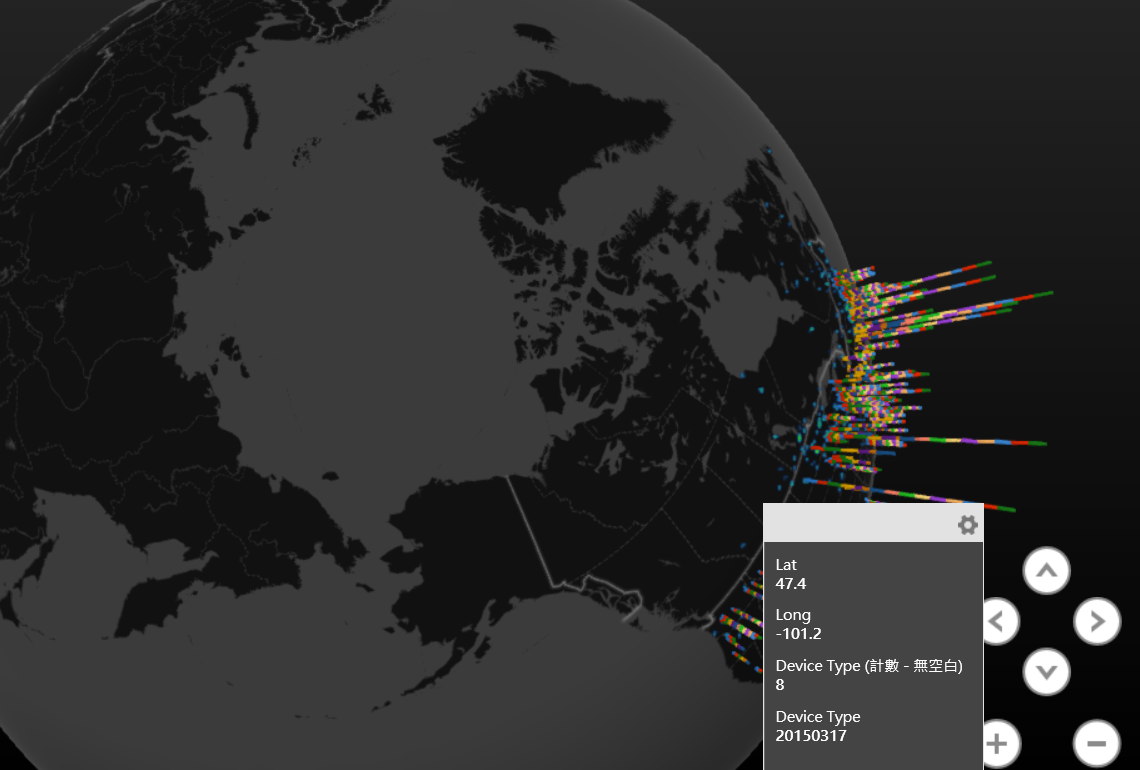 Lat
47.4
Long
-101.2
Device Type (計數 - 無空白)
8
Device Type
20150317